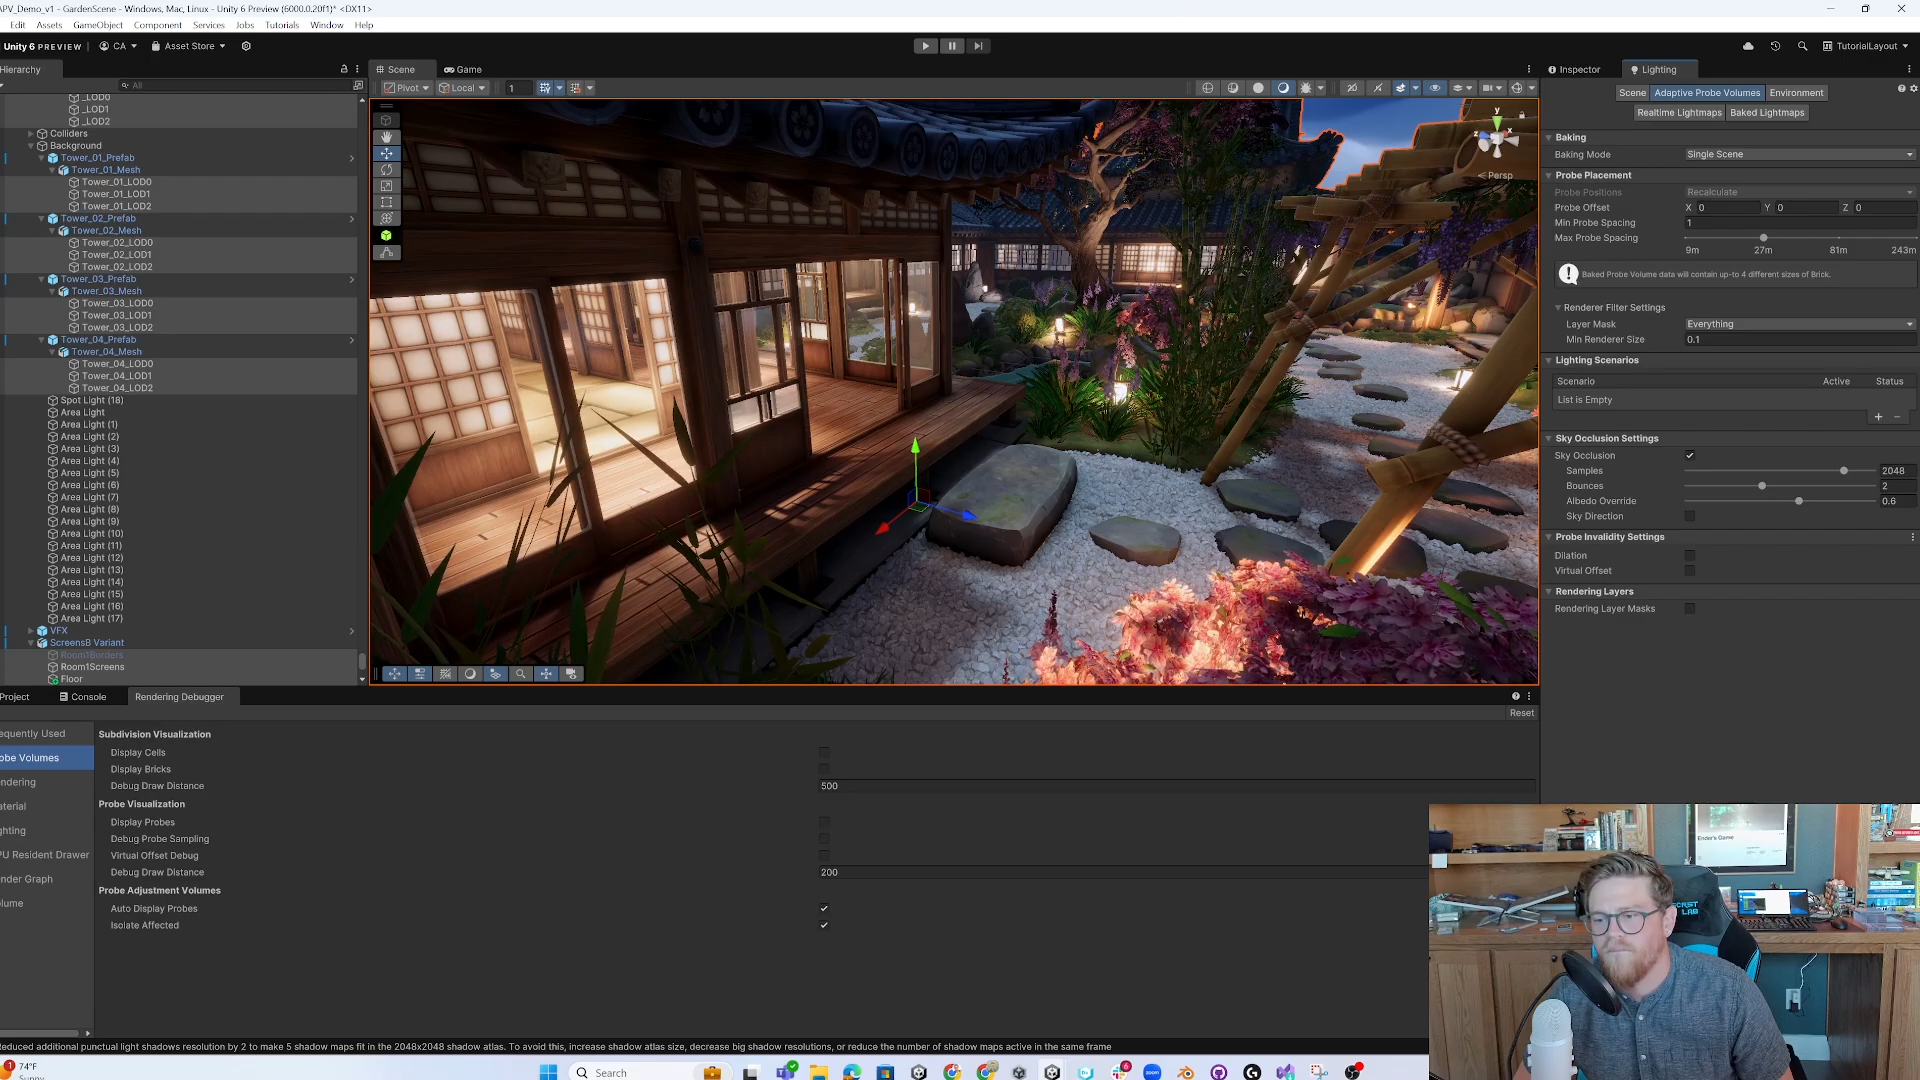 APV_Demo_v1 - GardenScene - Windows, Mac, Linux - Unity 6 Preview (6000.0.20f1)* <DX11>
Edit Assets GameObject Component Services Jobs Tutorials Window Help
Unity 6 PREVIEW CA Asset Store TutorialLayout
Hierarchy
All
_LOD0
_LOD1
_LOD2
Colliders
Background
Tower_01_Prefab
Tower_01_Mesh
Tower_01_LOD0
Tower_01_LOD1
Tower_01_LOD2
Tower_02_Prefab
Tower_02_Mesh
Tower_02_LOD0
Tower_02_LOD1
Tower_02_LOD2
Tower_03_Prefab
Tower_03_Mesh
Tower_03_LOD0
Tower_03_LOD1
Tower_03_LOD2
Tower_04_Prefab
Tower_04_Mesh
Tower_04_LOD0
Tower_04_LOD1
Tower_04_LOD2
Spot Light (18)
Area Light
Area Light (1)
Area Light (2)
Area Light (3)
Area Light (4)
Area Light (5)
Area Light (6)
Area Light (7)
Area Light (8)
Area Light (9)
Area Light (10)
Area Light (11)
Area Light (12)
Area Light (13)
Area Light (14)
Area Light (15)
Area Light (16)
Area Light (17)
VFX
ScreensB Variant
Room1Borders
Room1Screens
Floor
Scene Game
Pivot Local 1
y
z x
Persp
Inspector Lighting
Scene Adaptive Probe Volumes Environment
Realtime Lightmaps Baked Lightmaps
Baking
Baking Mode Single Scene
Probe Placement
Probe Positions Recalculate
Probe Offset X 0 Y 0 Z 0
Min Probe Spacing 1
Max Probe Spacing
9m 27m 81m 243m
Baked Probe Volume data will contain up-to 4 different sizes of Brick.
Renderer Filter Settings
Layer Mask Everything
Min Renderer Size 0.1
Lighting Scenarios
Scenario Active Status
List is Empty
+ −
Sky Occlusion Settings
Sky Occlusion
Samples 2048
Bounces 2
Albedo Override 0.6
Sky Direction
Probe Invalidity Settings
Dilation
Virtual Offset
Rendering Layers
Rendering Layer Masks
Project Console Rendering Debugger
Reset
equently Used
obe Volumes
ndering
aterial
ghting
PU Resident Drawer
nder Graph
olume
Subdivision Visualization
Display Cells
Display Bricks
Debug Draw Distance 500
Probe Visualization
Display Probes
Debug Probe Sampling
Virtual Offset Debug
Debug Draw Distance 200
Probe Adjustment Volumes
Auto Display Probes
Isolate Affected
Ender's Game
LAB
Reduced additional punctual light shadows resolution by 2 to make 5 shadow maps fit in the 2048x2048 shadow atlas. To avoid this, increase shadow atlas size, decrease big shadow resolutions, or reduce the number of shadow maps active in the same frame
1
74°F
Sunny
Search
6
zoom